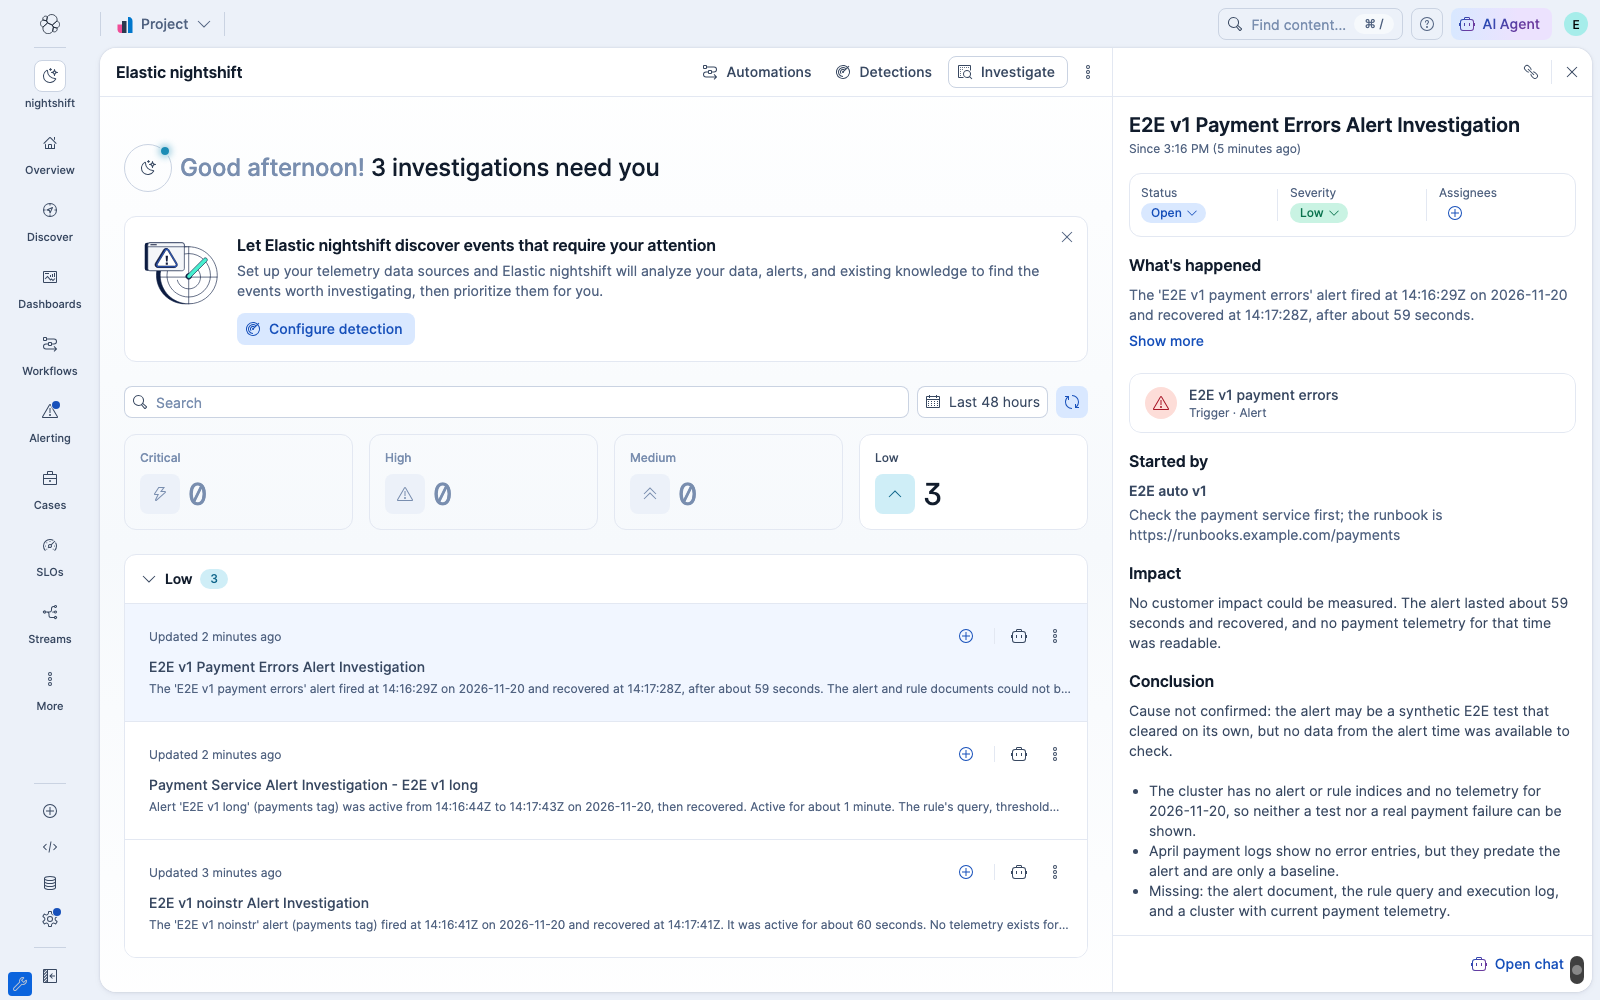 Project
Find content...
⌘ /
AI Agent
E
nightshift
Overview
Discover
Dashboards
Workflows
Alerting
Cases
SLOs
Streams
More
Elastic nightshift
Automations
Detections
Investigate
Good afternoon! 3 investigations need you
Let Elastic nightshift discover events that require your attention
Set up your telemetry data sources and Elastic nightshift will analyze your data, alerts, and existing knowledge to find the
events worth investigating, then prioritize them for you.
Configure detection
Search
Last 48 hours
Critical
0
High
0
Medium
0
Low
3
Low 3
Updated 2 minutes ago
E2E v1 Payment Errors Alert Investigation
The 'E2E v1 payment errors' alert fired at 14:16:29Z on 2026-11-20 and recovered at 14:17:28Z, after about 59 seconds. The alert and rule documents could not b...
Updated 2 minutes ago
Payment Service Alert Investigation - E2E v1 long
Alert 'E2E v1 long' (payments tag) was active from 14:16:44Z to 14:17:43Z on 2026-11-20, then recovered. Active for about 1 minute. The rule's query, threshold...
Updated 3 minutes ago
E2E v1 noinstr Alert Investigation
The 'E2E v1 noinstr' alert (payments tag) fired at 14:16:41Z on 2026-11-20 and recovered at 14:17:41Z. It was active for about 60 seconds. No telemetry exists for...
E2E v1 Payment Errors Alert Investigation
Since 3:16 PM (5 minutes ago)
Status
Open
Severity
Low
Assignees
What's happened
The 'E2E v1 payment errors' alert fired at 14:16:29Z on 2026-11-20
and recovered at 14:17:28Z, after about 59 seconds.
Show more
E2E v1 payment errors
Trigger · Alert
Started by
E2E auto v1
Check the payment service first; the runbook is
https://runbooks.example.com/payments
Impact
No customer impact could be measured. The alert lasted about 59
seconds and recovered, and no payment telemetry for that time
was readable.
Conclusion
Cause not confirmed: the alert may be a synthetic E2E test that
cleared on its own, but no data from the alert time was available to
check.
• The cluster has no alert or rule indices and no telemetry for
2026-11-20, so neither a test nor a real payment failure can be
shown.
• April payment logs show no error entries, but they predate the
alert and are only a baseline.
• Missing: the alert document, the rule query and execution log,
and a cluster with current payment telemetry.
Open chat